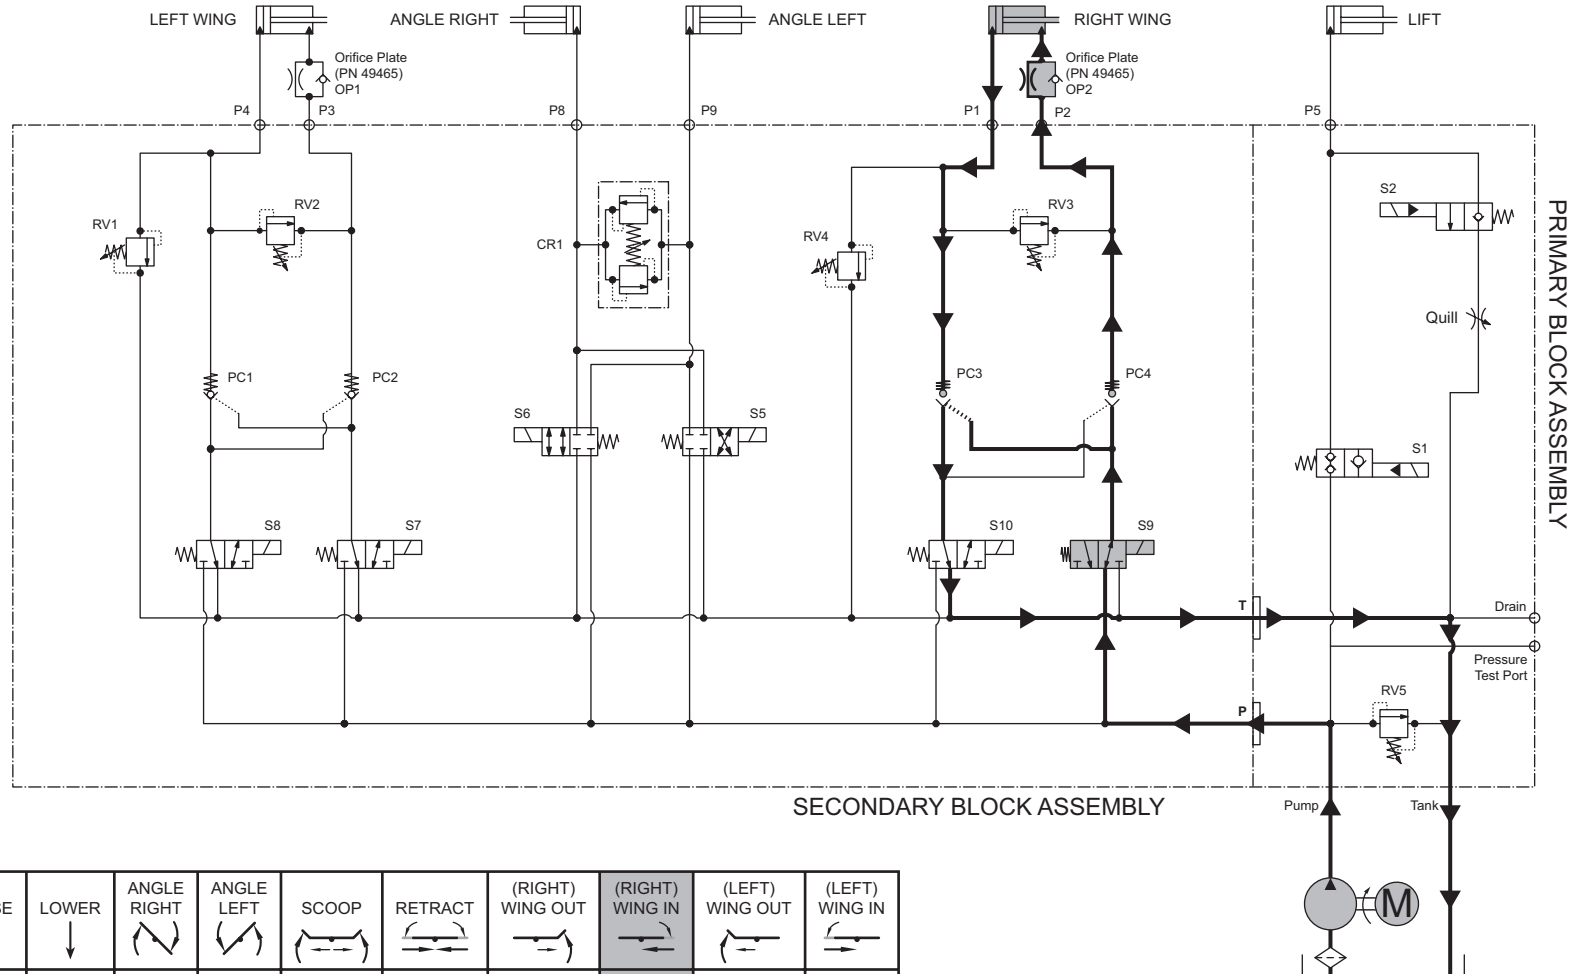 LEFT WING
ANGLE RIGHT
ANGLE LEFT
RIGHT WING
LIFT
Orifice Plate
(PN 49465)
OP1
Orifice Plate
(PN 49465)
OP2
P4
P3
P8
P9
P1
P2
P5
RV1
RV2
CR1
RV4
RV3
S2
Quill
PC1
PC2
PC3
PC4
S6
S5
S1
S8
S7
S10
S9
T
Drain
Pressure
Test Port
P
RV5
PRIMARY BLOCK ASSEMBLY
SECONDARY BLOCK ASSEMBLY
Pump
Tank
M
LOWER
ANGLE
RIGHT
ANGLE
LEFT
SCOOP
RETRACT
(RIGHT)
WING OUT
(RIGHT)
WING IN
(LEFT)
WING OUT
(LEFT)
WING IN